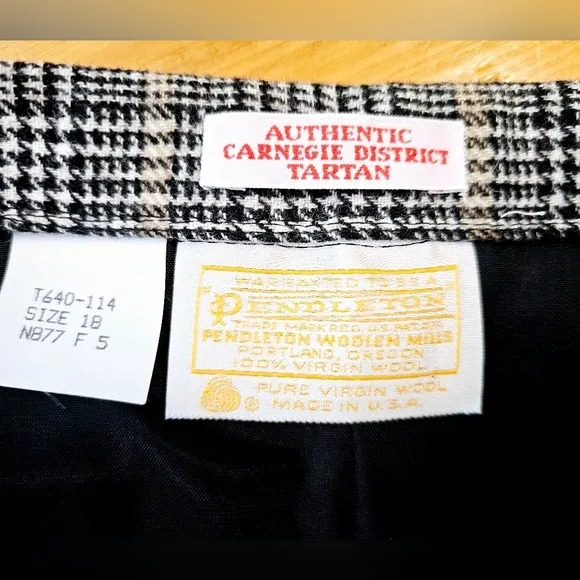 AUTHENTIC
CARNEGIE DISTRICT
TARTAN
T640-114
SIZE 18
N877 F 5
WARRANTED TO BE A
PENDLETON
TRADE MARK REG. U.S. PAT. OFF.
PENDLETON WOOLEN MILLS
PORTLAND, OREGON
100% VIRGIN WOOL
® PURE VIRGIN WOOL
MADE IN U.S.A.